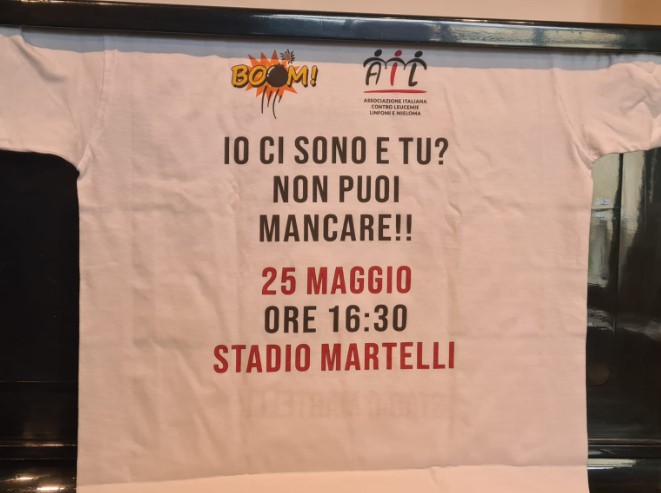 BOOM!
AIL
ASSOCIAZIONE ITALIANA
CONTRO LEUCEMIE
LINFOMI E MIELOMA
IO CI SONO E TU?
NON PUOI
MANCARE!!
25 MAGGIO
ORE 16:30
STADIO MARTELLI